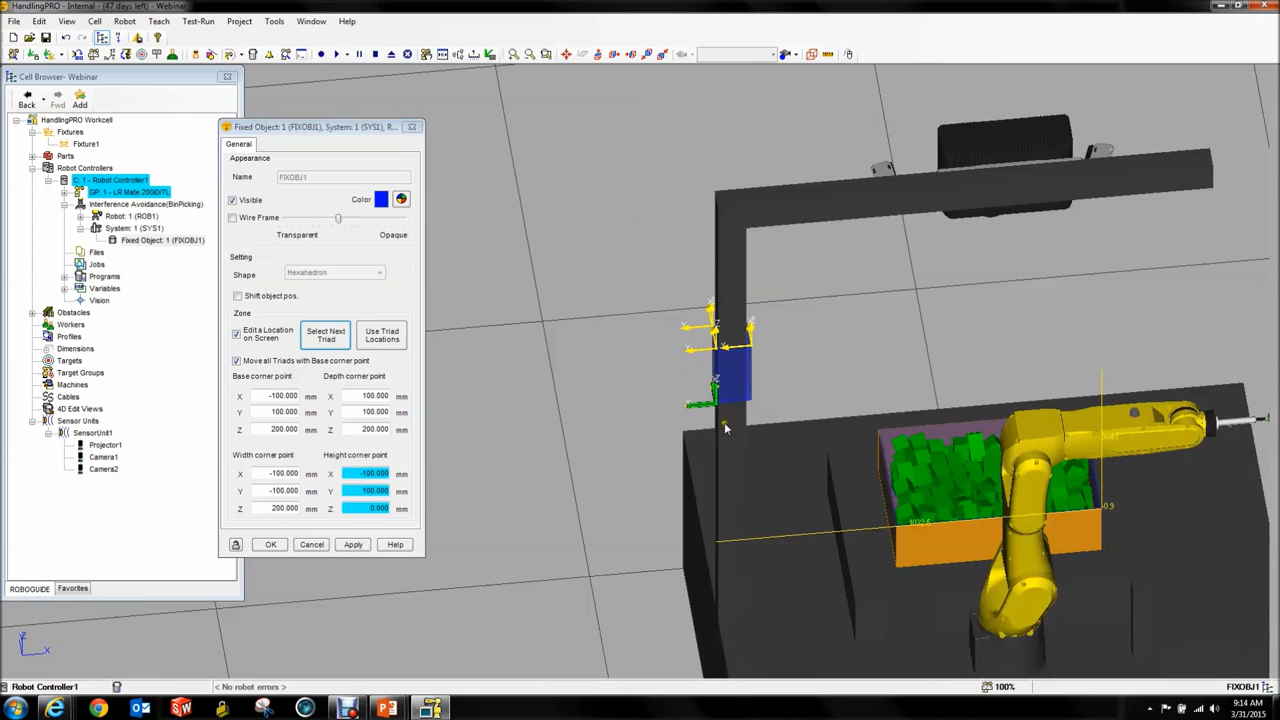 HandlingPRO - Internal - (47 days left) - Webinar
File Edit View Cell Robot Teach Test-Run Project Tools Window Help
Cell Browser- Webinar
Back Fwd Add
HandlingPRO Workcell
Fixtures
Fixture1
Parts
Robot Controllers
C: 1 - Robot Controller1
GP: 1 - LR Mate 200iD/7L
Interference Avoidance(BinPicking)
Robot: 1 (ROB1)
System: 1 (SYS1)
Fixed Object: 1 (FIXOBJ1)
Files
Jobs
Programs
Variables
Vision
Obstacles
Workers
Profiles
Dimensions
Targets
Target Groups
Machines
Cables
4D Edit Views
Sensor Units
SensorUnit1
Projector1
Camera1
Camera2
ROBOGUIDE Favorites
Fixed Object: 1 (FIXOBJ1), System: 1 (SYS1), R...
General
Appearance
Name FIXOBJ1
Visible Color
Wire Frame
Transparent Opaque
Setting
Shape Hexahedron
Shift object pos.
Zone
Edit a Location on Screen
Select Next Triad
Use Triad Locations
Move all Triads with Base corner point
Base corner point Depth corner point
X -100.000 mm X 100.000 mm
Y 100.000 mm Y 100.000 mm
Z 200.000 mm Z 200.000 mm
Width corner point Height corner point
X -100.000 mm X -100.000 mm
Y -100.000 mm Y 100.000 mm
Z 200.000 mm Z 0.000 mm
OK Cancel Apply Help
-0.9
Z
X
Robot Controller1 < No robot errors > 100% FIXOBJ1
9:14 AM
3/31/2015